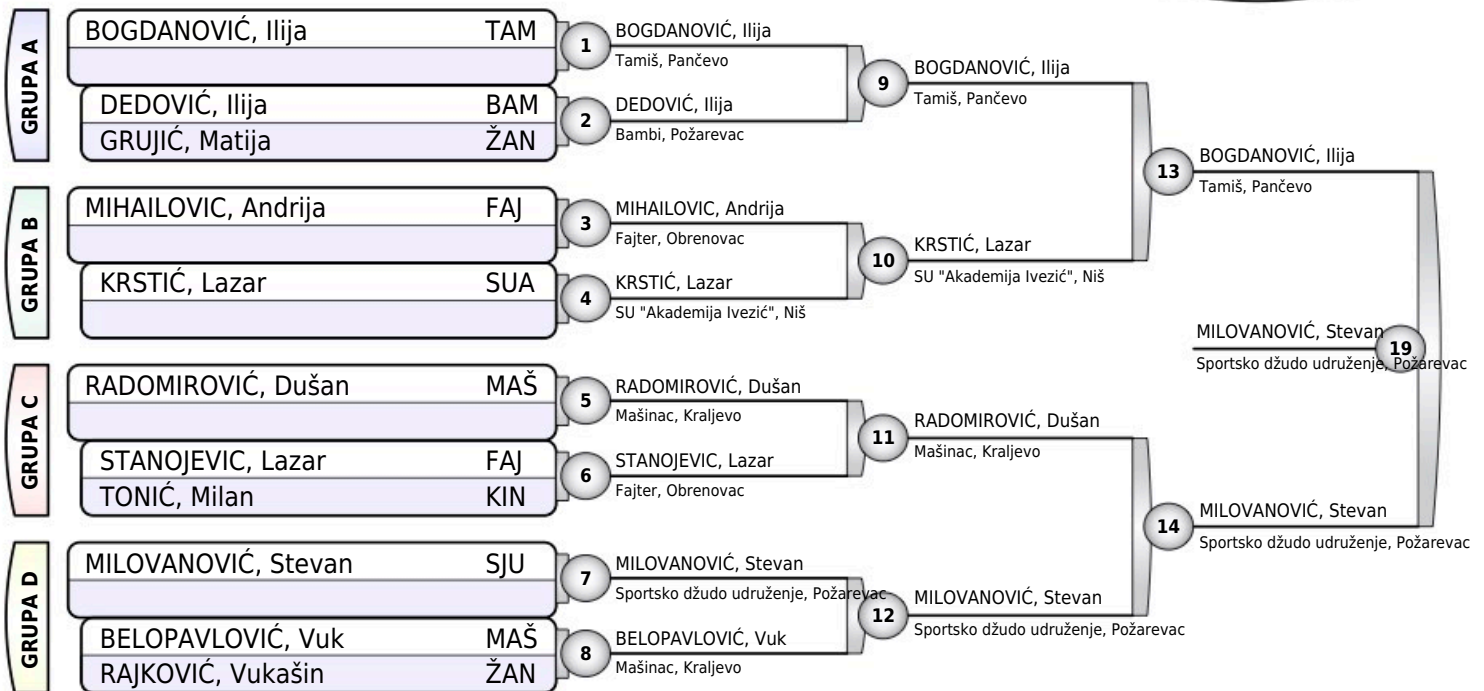 GRUPA A
BOGDANOVIĆ, Ilija TAM
DEDOVIĆ, Ilija BAM
GRUJIĆ, Matija ŽAN
GRUPA B
MIHAILOVIC, Andrija FAJ
KRSTIĆ, Lazar SUA
GRUPA C
RADOMIROVIĆ, Dušan MAŠ
STANOJEVIC, Lazar FAJ
TONIĆ, Milan KIN
GRUPA D
MILOVANOVIĆ, Stevan SJU
BELOPAVLOVIĆ, Vuk MAŠ
RAJKOVIĆ, Vukašin ŽAN
1
BOGDANOVIĆ, Ilija
Tamiš, Pančevo
2
DEDOVIĆ, Ilija
Bambi, Požarevac
3
MIHAILOVIC, Andrija
Fajter, Obrenovac
4
KRSTIĆ, Lazar
SU "Akademija Ivezić", Niš
5
RADOMIROVIĆ, Dušan
Mašinac, Kraljevo
6
STANOJEVIC, Lazar
Fajter, Obrenovac
7
MILOVANOVIĆ, Stevan
Sportsko džudo udruženje, Požarevac
8
BELOPAVLOVIĆ, Vuk
Mašinac, Kraljevo
9
BOGDANOVIĆ, Ilija
Tamiš, Pančevo
10
KRSTIĆ, Lazar
SU "Akademija Ivezić", Niš
11
RADOMIROVIĆ, Dušan
Mašinac, Kraljevo
12
MILOVANOVIĆ, Stevan
Sportsko džudo udruženje, Požarevac
13
BOGDANOVIĆ, Ilija
Tamiš, Pančevo
14
MILOVANOVIĆ, Stevan
Sportsko džudo udruženje, Požarevac
MILOVANOVIĆ, Stevan
19
Sportsko džudo udruženje, Požarevac